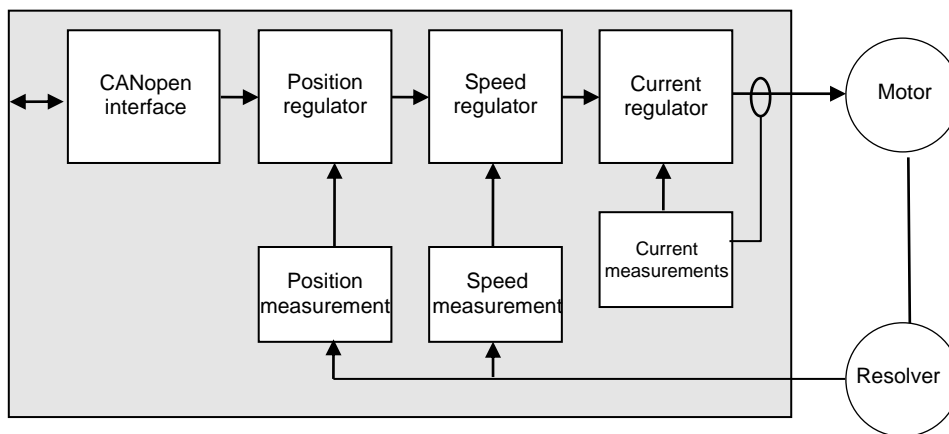 CANopen
interface
Position
regulator
Speed
regulator
Current
regulator
Motor
Position
measurement
Speed
measurement
Current
measurements
Resolver